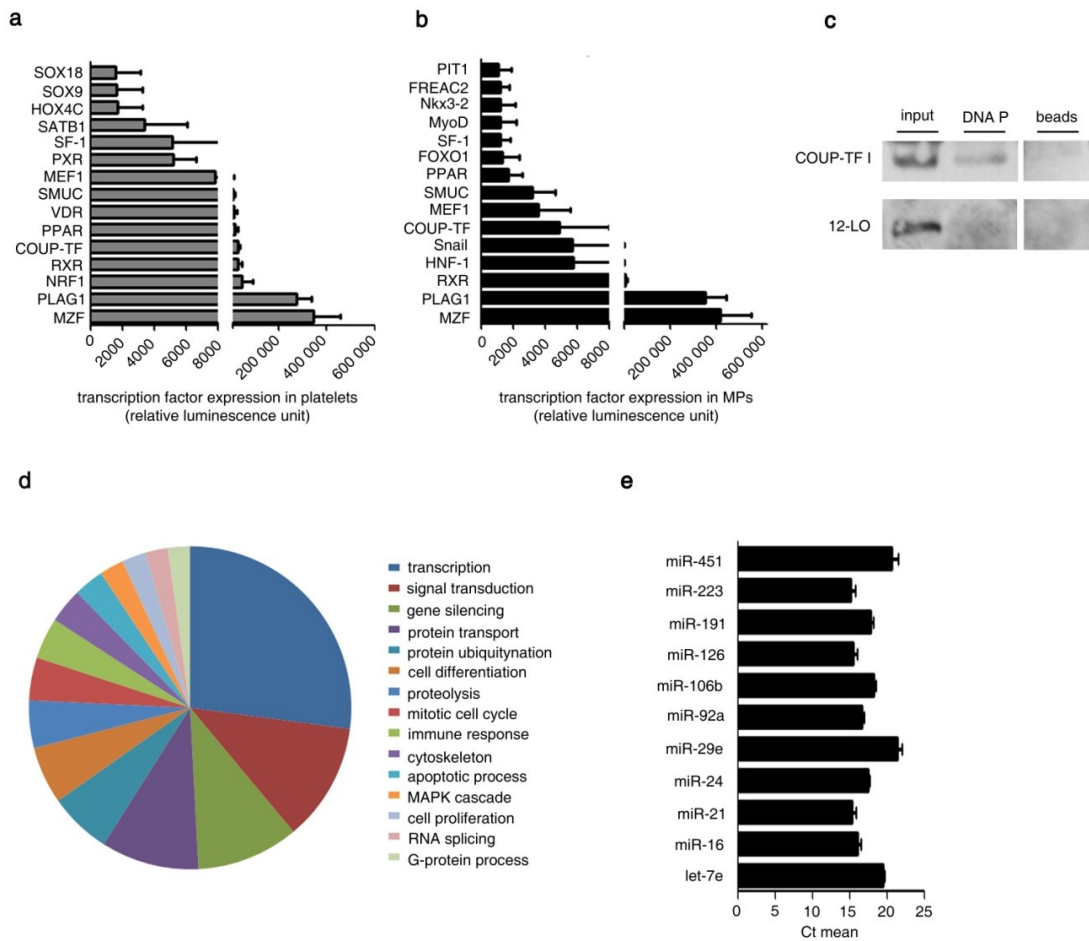 a
SOX18
SOX9
HOX4C
SATB1
SF-1
PXR
MEF1
SMUC
VDR
PPAR
COUP-TF
RXR
NRF1
PLAG1
MZF
0 2000 4000 6000 8000 200 000 400 000 600 000
transcription factor expression in platelets
(relative luminescence unit)
b
PIT1
FREAC2
Nkx3-2
MyoD
SF-1
FOXO1
PPAR
SMUC
MEF1
COUP-TF
Snail
HNF-1
RXR
PLAG1
MZF
0 2000 4000 6000 8000 200 000 400 000 600 000
transcription factor expression in MPs
(relative luminescence unit)
c
input DNA P beads
COUP-TF I
12-LO
d
transcription
signal transduction
gene silencing
protein transport
protein ubiquitynation
cell differentiation
proteolysis
mitotic cell cycle
immune response
cytoskeleton
apoptotic process
MAPK cascade
cell proliferation
RNA splicing
G-protein process
e
miR-451
miR-223
miR-191
miR-126
miR-106b
miR-92a
miR-29e
miR-24
miR-21
miR-16
let-7e
0 5 10 15 20 25
Ct mean